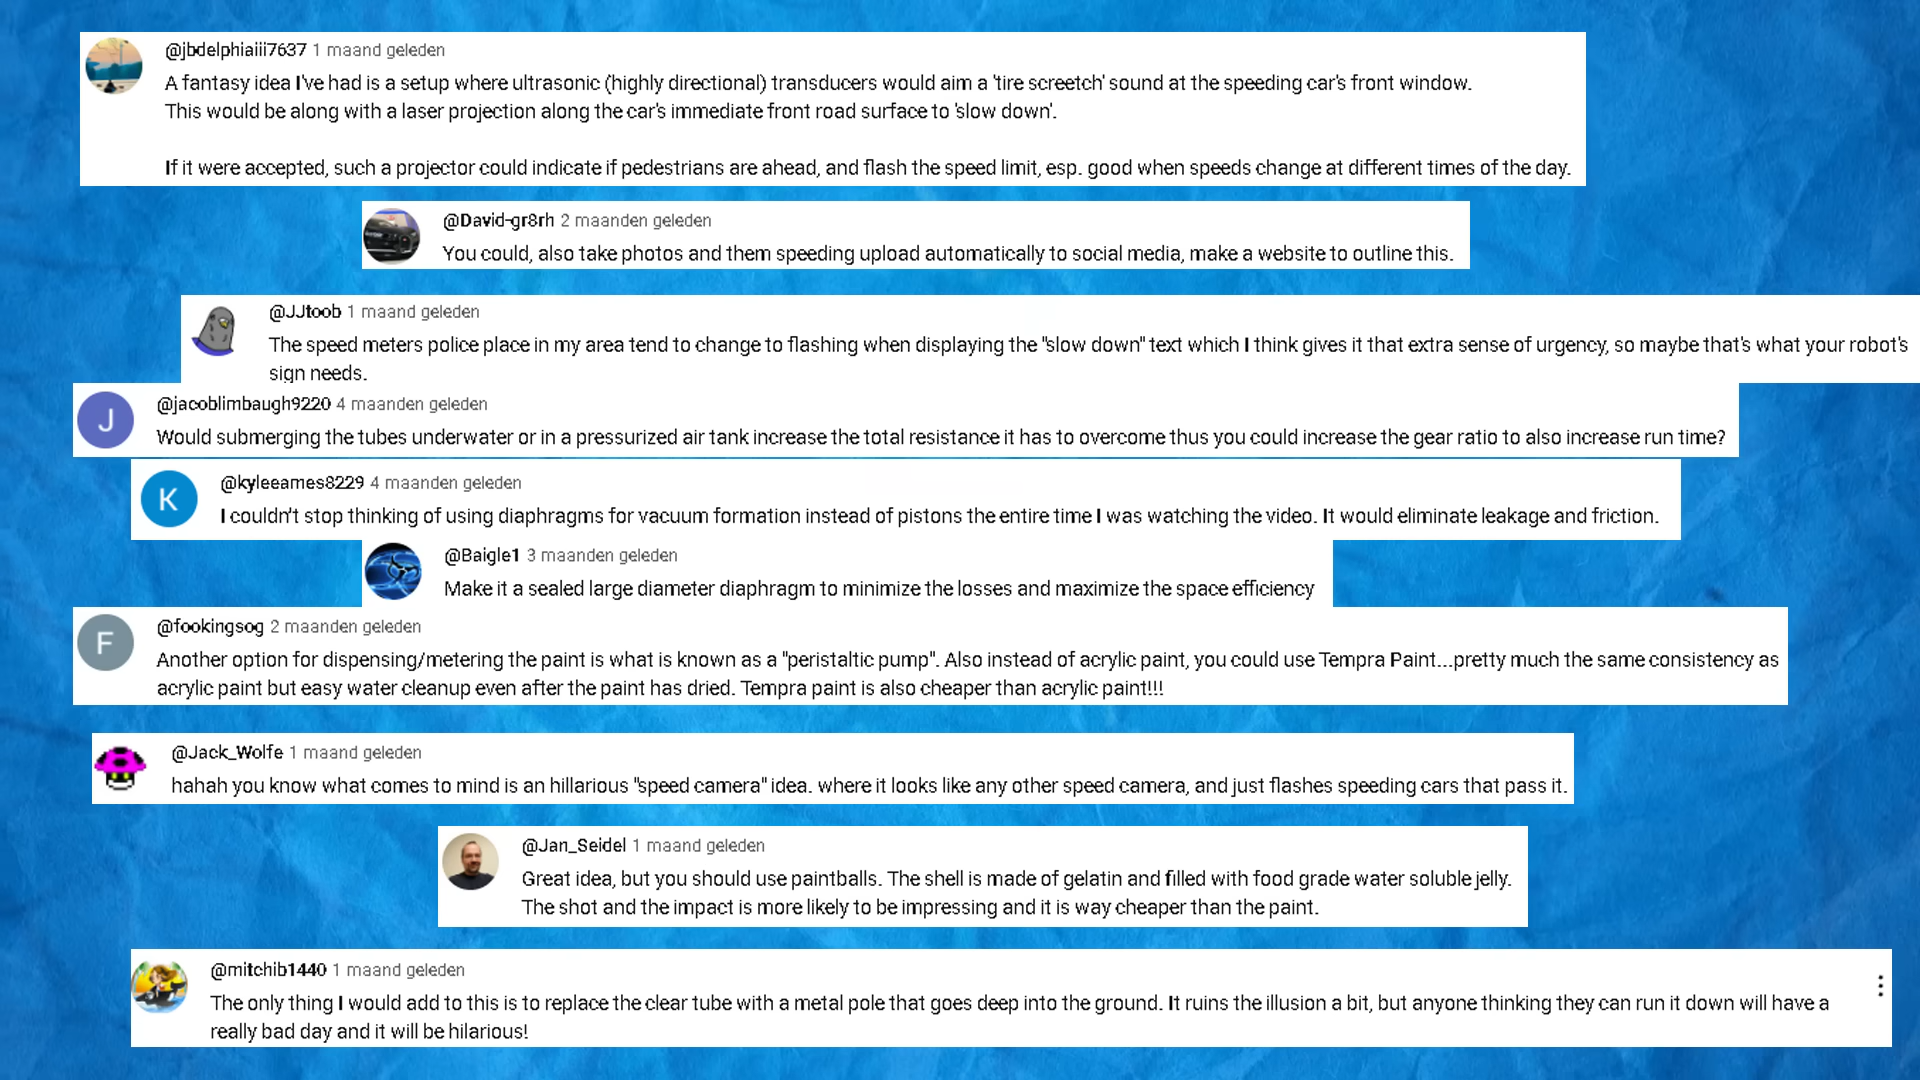 @jbdelphiaiii7637 1 maand geleden
A fantasy idea I've had is a setup where ultrasonic (highly directional) transducers would aim a 'tire screetch' sound at the speeding car's front window.
This would be along with a laser projection along the car's immediate front road surface to 'slow down'.
If it were accepted, such a projector could indicate if pedestrians are ahead, and flash the speed limit, esp. good when speeds change at different times of the day.
@David-gr8rh 2 maanden geleden
You could, also take photos and them speeding upload automatically to social media, make a website to outline this.
@JJtoob 1 maand geleden
The speed meters police place in my area tend to change to flashing when displaying the "slow down" text which I think gives it that extra sense of urgency, so maybe that's what your robot's
sign needs.
J
@jacoblimbaugh9220 4 maanden geleden
Would submerging the tubes underwater or in a pressurized air tank increase the total resistance it has to overcome thus you could increase the gear ratio to also increase run time?
K
@kyleeames8229 4 maanden geleden
I couldn't stop thinking of using diaphragms for vacuum formation instead of pistons the entire time I was watching the video. It would eliminate leakage and friction.
@Baigle1 3 maanden geleden
Make it a sealed large diameter diaphragm to minimize the losses and maximize the space efficiency
F
@fookingsog 2 maanden geleden
Another option for dispensing/metering the paint is what is known as a "peristaltic pump". Also instead of acrylic paint, you could use Tempra Paint...pretty much the same consistency as
acrylic paint but easy water cleanup even after the paint has dried. Tempra paint is also cheaper than acrylic paint!!!
@Jack_Wolfe 1 maand geleden
hahah you know what comes to mind is an hillarious "speed camera" idea. where it looks like any other speed camera, and just flashes speeding cars that pass it.
@Jan_Seidel 1 maand geleden
Great idea, but you should use paintballs. The shell is made of gelatin and filled with food grade water soluble jelly.
The shot and the impact is more likely to be impressing and it is way cheaper than the paint.
@mitchib1440 1 maand geleden
The only thing I would add to this is to replace the clear tube with a metal pole that goes deep into the ground. It ruins the illusion a bit, but anyone thinking they can run it down will have a
really bad day and it will be hilarious!